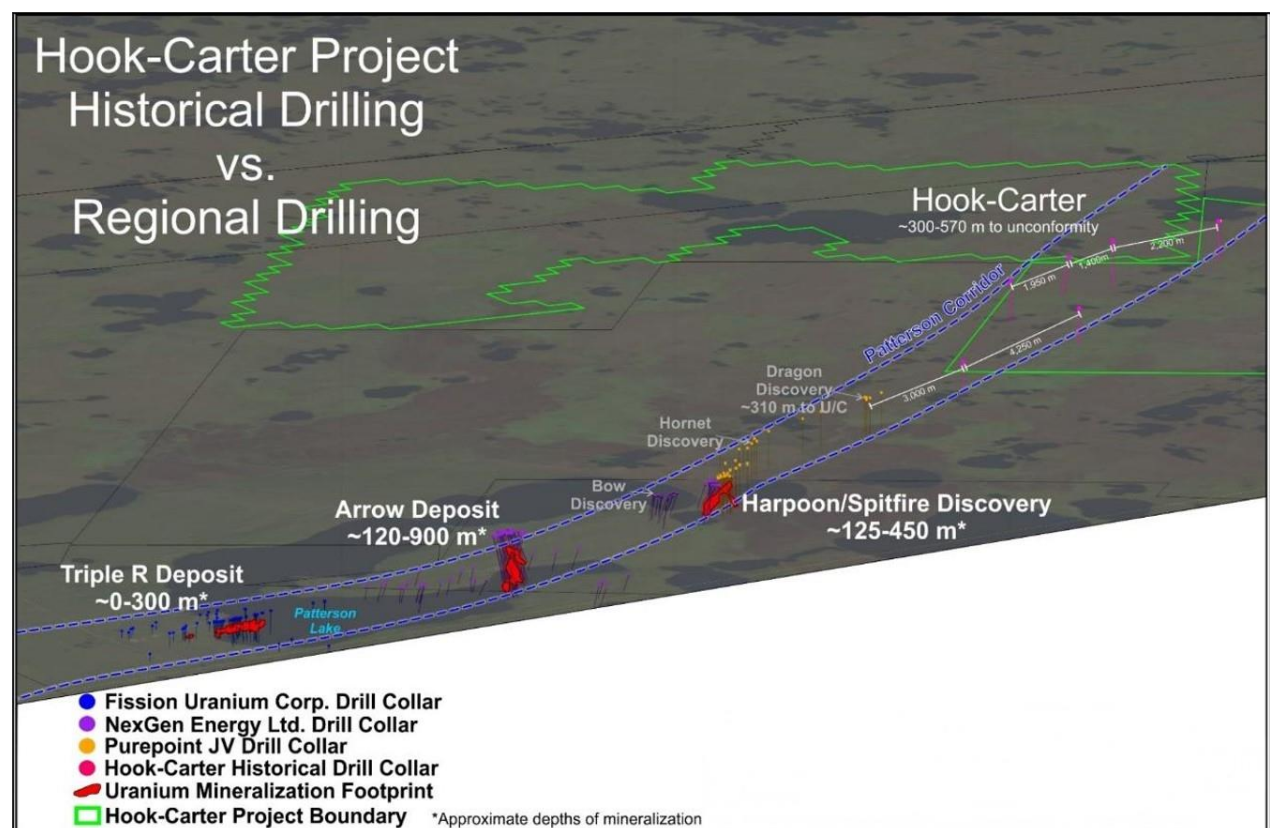 Hook-Carter Project
Historical Drilling
vs.
Regional Drilling
Hook-Carter
~300-570 m to unconformity
2,200 m
1,400m
1,950 m
Patterson Corridor
4,250 m
3,000 m
Dragon
Discovery
~310 m to U/C
Hornet
Discovery
Bow
Discovery
Harpoon/Spitfire Discovery
~125-450 m*
Arrow Deposit
~120-900 m*
Triple R Deposit
~0-300 m*
Patterson
Lake
Fission Uranium Corp. Drill Collar
NexGen Energy Ltd. Drill Collar
Purepoint JV Drill Collar
Hook-Carter Historical Drill Collar
Uranium Mineralization Footprint
Hook-Carter Project Boundary *Approximate depths of mineralization